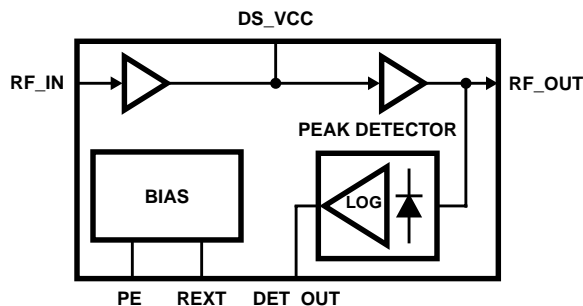 DS_VCC
RF_IN
RF_OUT
PEAK DETECTOR
BIAS
LOG
PE
REXT
DET_OUT